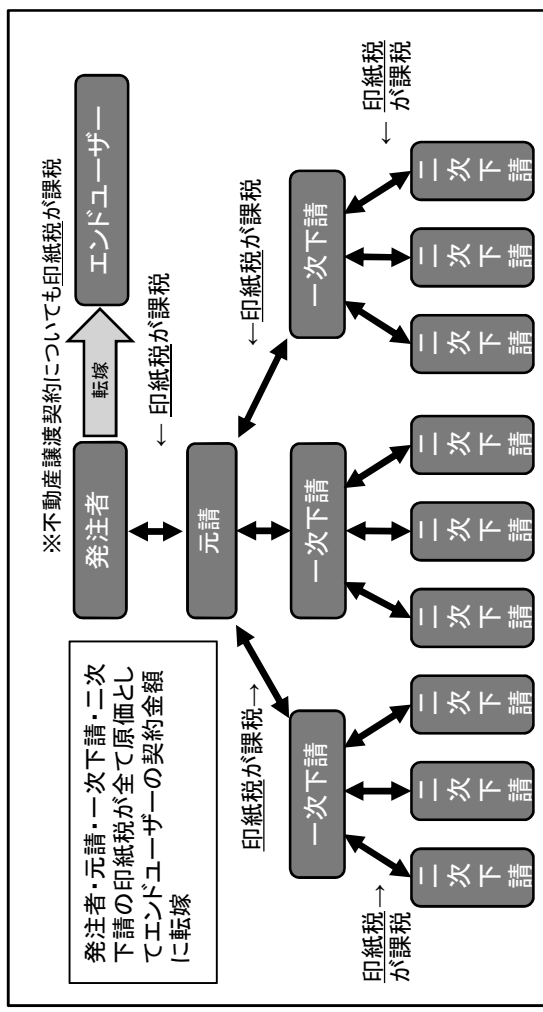 ※不動産譲渡契約についても印紙税が課税
発注者
転嫁
エンドユーザー
← 印紙税が課税
発注者・元請・一次下請・二次
下請の印紙税が全て原価とし
てエンドユーザーの契約金額
に転嫁
元請
印紙税が課税→
←印紙税が課税
一次下請
一次下請
一次下請
印紙税→
が課税
← 印紙税
が課税
二次下請
二次下請
二次下請
二次下請
二次下請
二次下請
二次下請
二次下請
二次下請